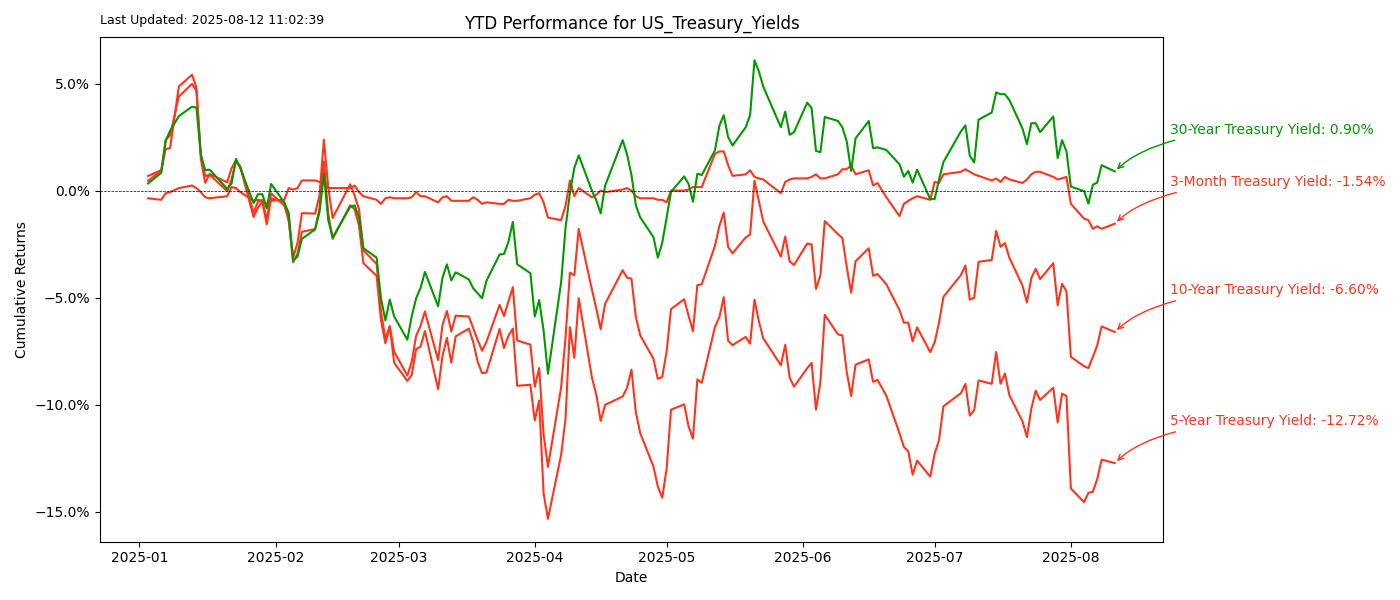 Last Updated: 2025-08-12 11:02:39
YTD Performance for US_Treasury_Yields
5.0%
0.0%
−5.0%
−10.0%
−15.0%
Cumulative Returns
30-Year Treasury Yield: 0.90%
3-Month Treasury Yield: -1.54%
10-Year Treasury Yield: -6.60%
5-Year Treasury Yield: -12.72%
2025-01 2025-02 2025-03 2025-04 2025-05 2025-06 2025-07 2025-08
Date